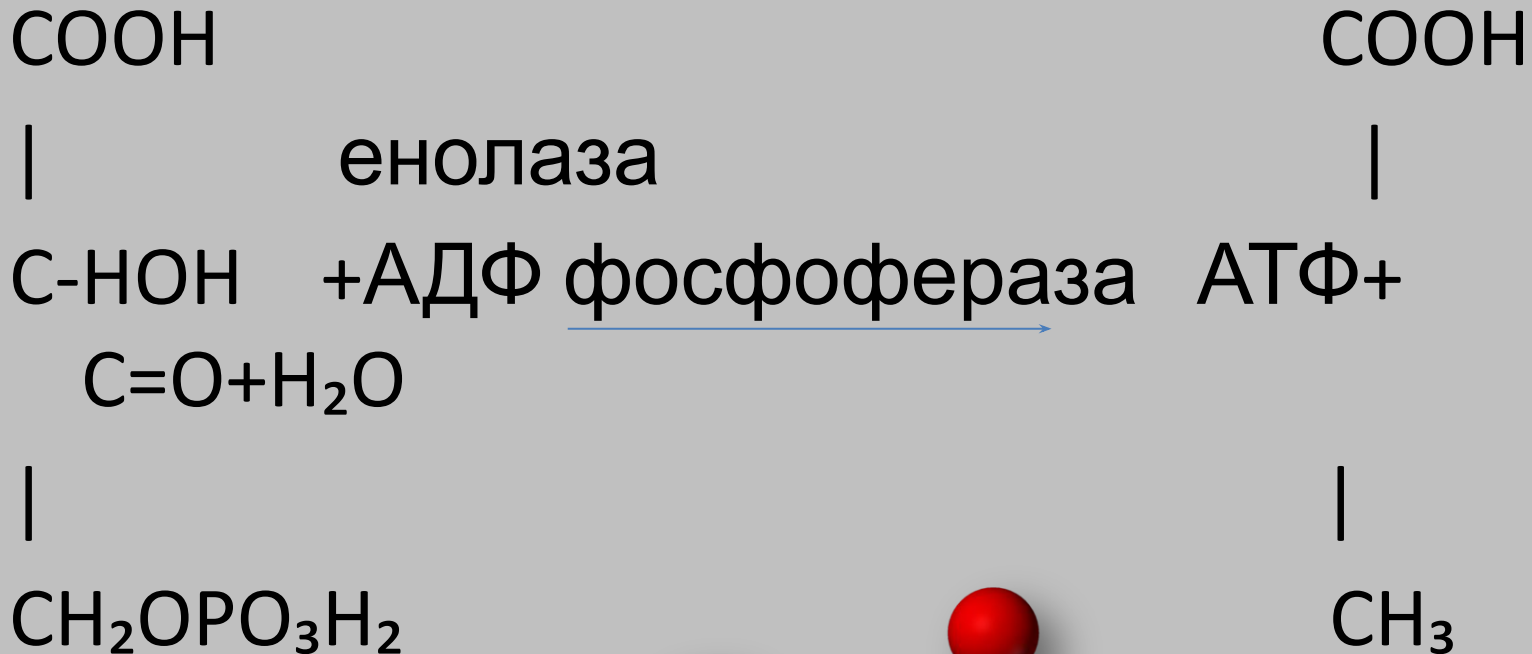 COOH COOH
| енолаза |
C-HOH +АДФ фосфофераза АТФ+
C=O+H₂O
| |
CH₂OPO₃H₂ CH₃